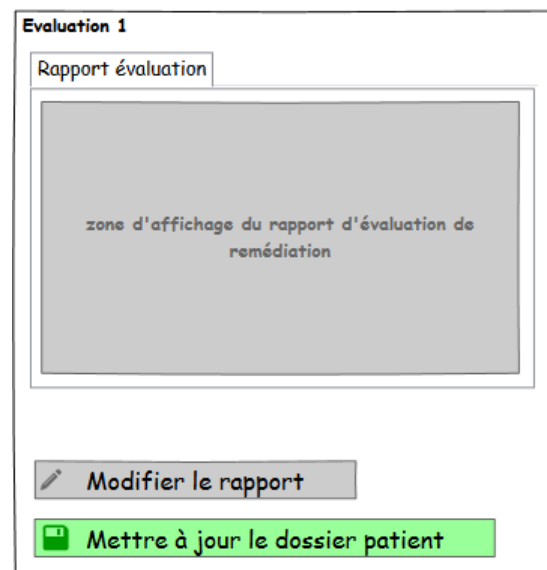 Evaluation 1
Rapport évaluation
zone d'affichage du rapport d'évaluation de
remédiation
Modifier le rapport
Mettre à jour le dossier patient